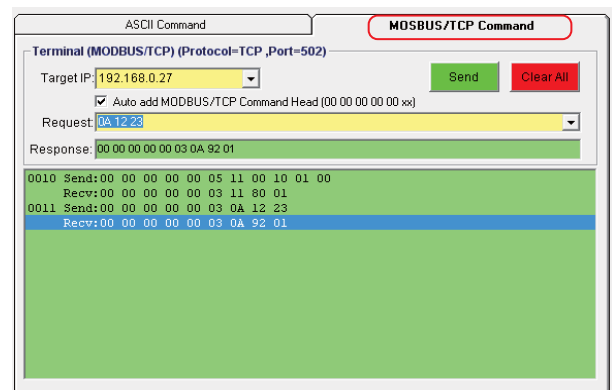 ASCII Command
MOSBUS/TCP Command
Terminal (MODBUS/TCP) (Protocol=TCP ,Port=502)
Target IP: 192.168.0.27
Send
Clear All
Auto add MODBUS/TCP Command Head (00 00 00 00 00 xx)
Request: 0A 12 23
Response: 00 00 00 00 00 03 0A 92 01
0010 Send:00 00 00 00 00 05 11 00 10 01 00
Recv:00 00 00 00 00 03 11 80 01
0011 Send:00 00 00 00 00 03 0A 12 23
Recv:00 00 00 00 00 03 0A 92 01